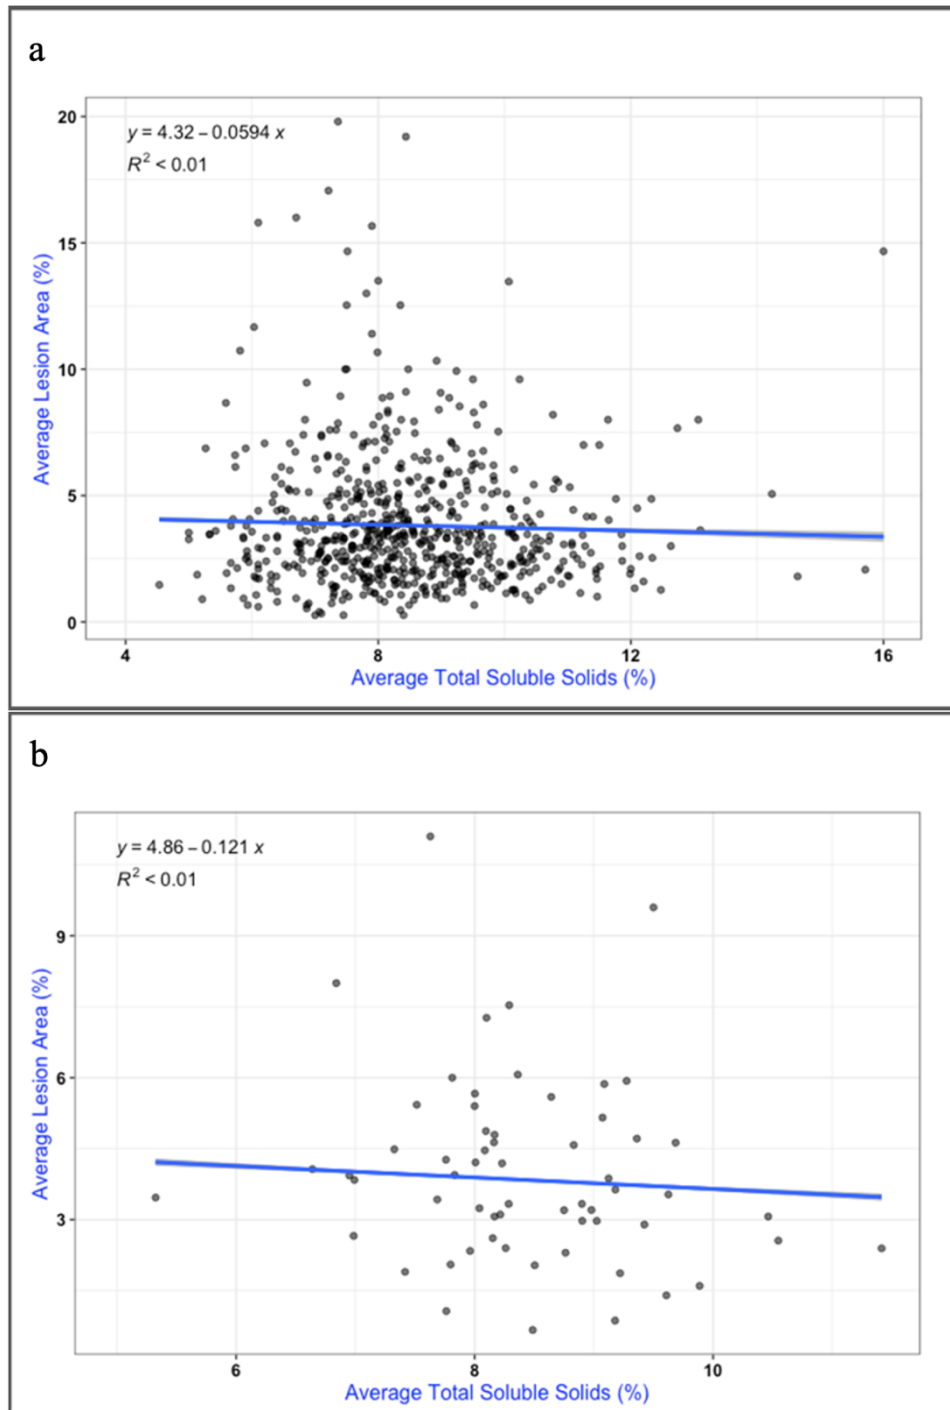 a
y = 4.32 – 0.0594 x
R² < 0.01
20
15
10
5
0
Average Lesion Area (%)
4 8 12 16
Average Total Soluble Solids (%)
b
y = 4.86 – 0.121 x
R² < 0.01
9
6
3
Average Lesion Area (%)
6 8 10
Average Total Soluble Solids (%)